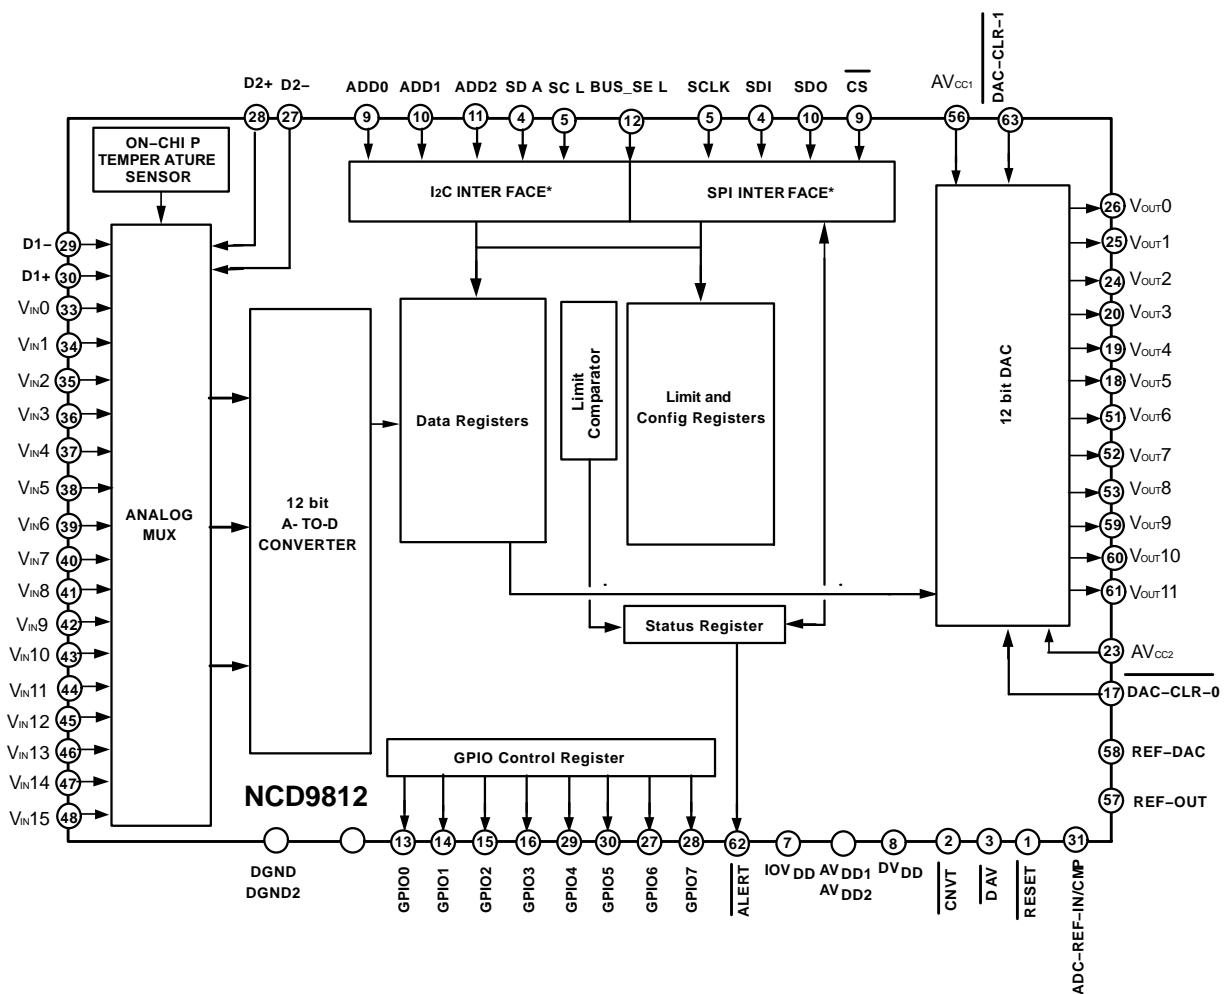 DAC−CLR−1
AVCC1
D2+ D2−
ADD0 ADD1 ADD2 SD A SC L BUS_SE L SCLK SDI SDO CS
28 27 9 10 11 4 5 12 5 4 10 9 56 63
ON−CHI P
TEMPER ATURE
SENSOR
I2C INTER FACE*
SPI INTER FACE*
D1− 29
D1+ 30
VIN0 33
VIN1 34
VIN2 35
VIN3 36
VIN4 37
VIN5 38
VIN6 39
VIN7 40
VIN8 41
VIN9 42
VIN10 43
VIN11 44
VIN12 45
VIN13 46
VIN14 47
VIN15 48
ANALOG
MUX
12 bit
A- TO-D
CONVERTER
Data Registers
Limit
Comparator
Limit and
Config Registers
Status Register
12 bit DAC
26 VOUT0
25 VOUT1
24 VOUT2
20 VOUT3
19 VOUT4
18 VOUT5
51 VOUT6
52 VOUT7
53 VOUT8
59 VOUT9
60 VOUT10
61 VOUT11
23 AVCC2
17 DAC−CLR−0
58 REF−DAC
57 REF−OUT
GPIO Control Register
NCD9812
13 14 15 16 29 30 27 28 62 7 8 2 3 1 31
DGND
DGND2
GPIO0
GPIO1
GPIO2
GPIO3
GPIO4
GPIO5
GPIO6
GPIO7
ALERT
IOVDD
AVDD1
AVDD2
DVDD
CNVT
D AV
RESET
ADC−REF−IN/CMP